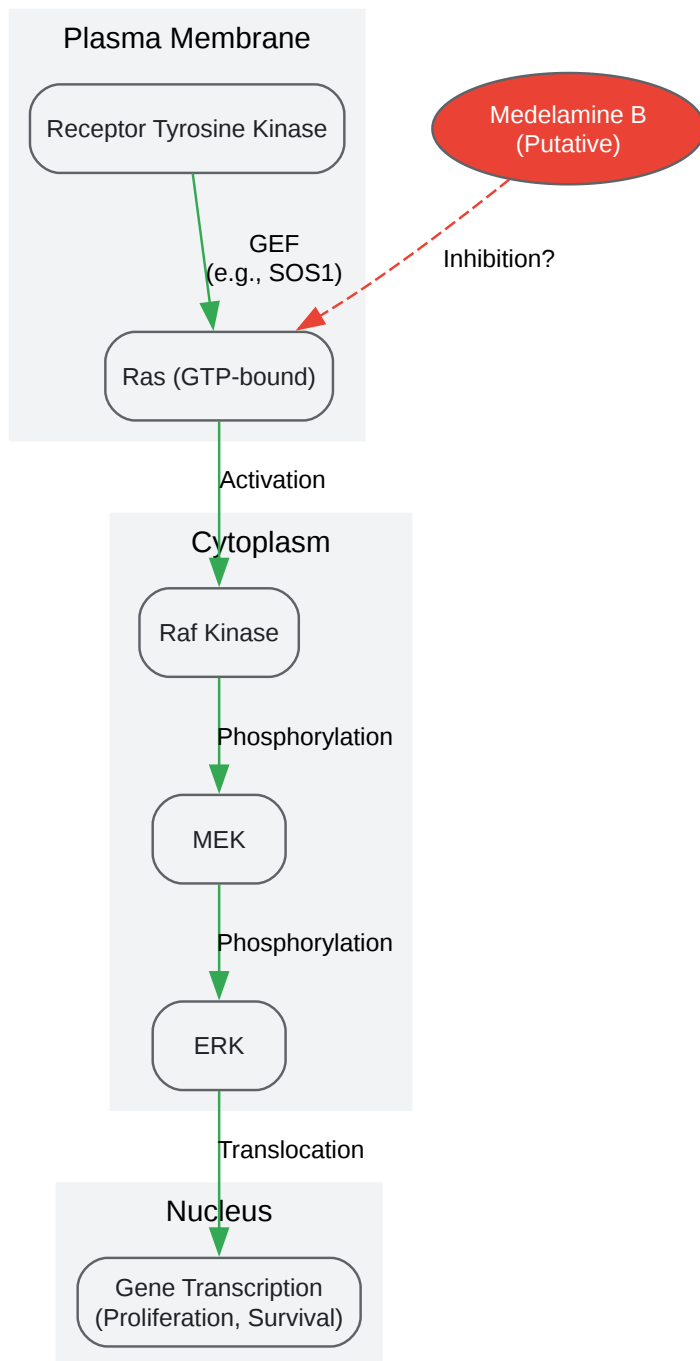 Plasma Membrane
Receptor Tyrosine Kinase
Medelamine B
(Putative)
GEF
(e.g., SOS1)
Inhibition?
Ras (GTP-bound)
Activation
Cytoplasm
Raf Kinase
Phosphorylation
MEK
Phosphorylation
ERK
Translocation
Nucleus
Gene Transcription
(Proliferation, Survival)